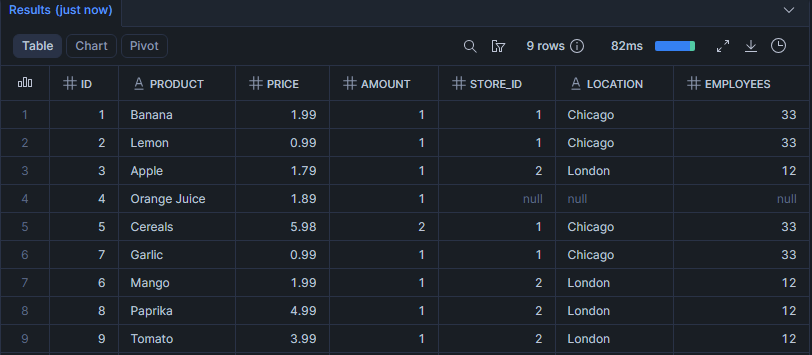 Results (just now)
Table Chart Pivot 9 rows 82ms
ID PRODUCT PRICE AMOUNT STORE_ID LOCATION EMPLOYEES
1 1 Banana 1.99 1 1 Chicago 33
2 2 Lemon 0.99 1 1 Chicago 33
3 3 Apple 1.79 1 2 London 12
4 4 Orange Juice 1.89 1 null null null
5 5 Cereals 5.98 2 1 Chicago 33
6 7 Garlic 0.99 1 1 Chicago 33
7 6 Mango 1.99 1 2 London 12
8 8 Paprika 4.99 1 2 London 12
9 9 Tomato 3.99 1 2 London 12